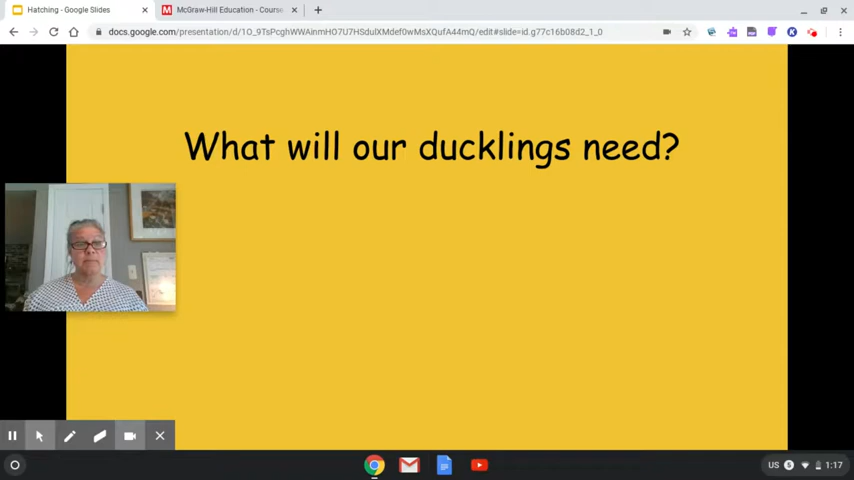 Hatching - Google Slides
McGraw-Hill Education - Course
docs.google.com/presentation/d/1O_9TsPcghWWAinmHO7U7HSdulXMdef0wMsXQufA44mQ/edit#slide=id.g77c16b08d2_1_0
What will our ducklings need?
US 1:17